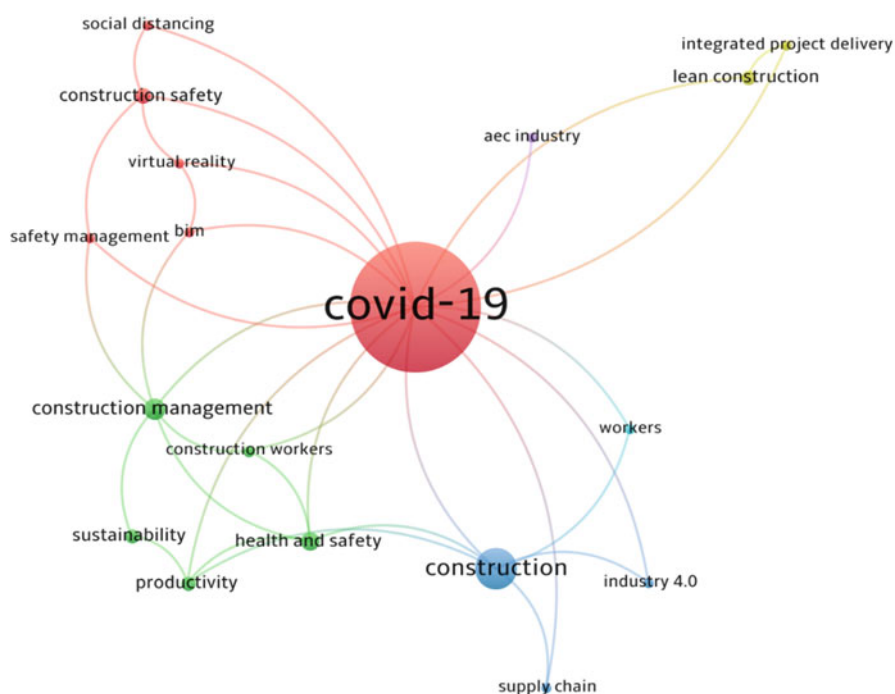 social distancing
integrated project delivery
lean construction
construction safety
aec industry
virtual reality
bim
safety management
covid-19
construction management
workers
construction workers
sustainability
health and safety
construction
productivity
industry 4.0
supply chain